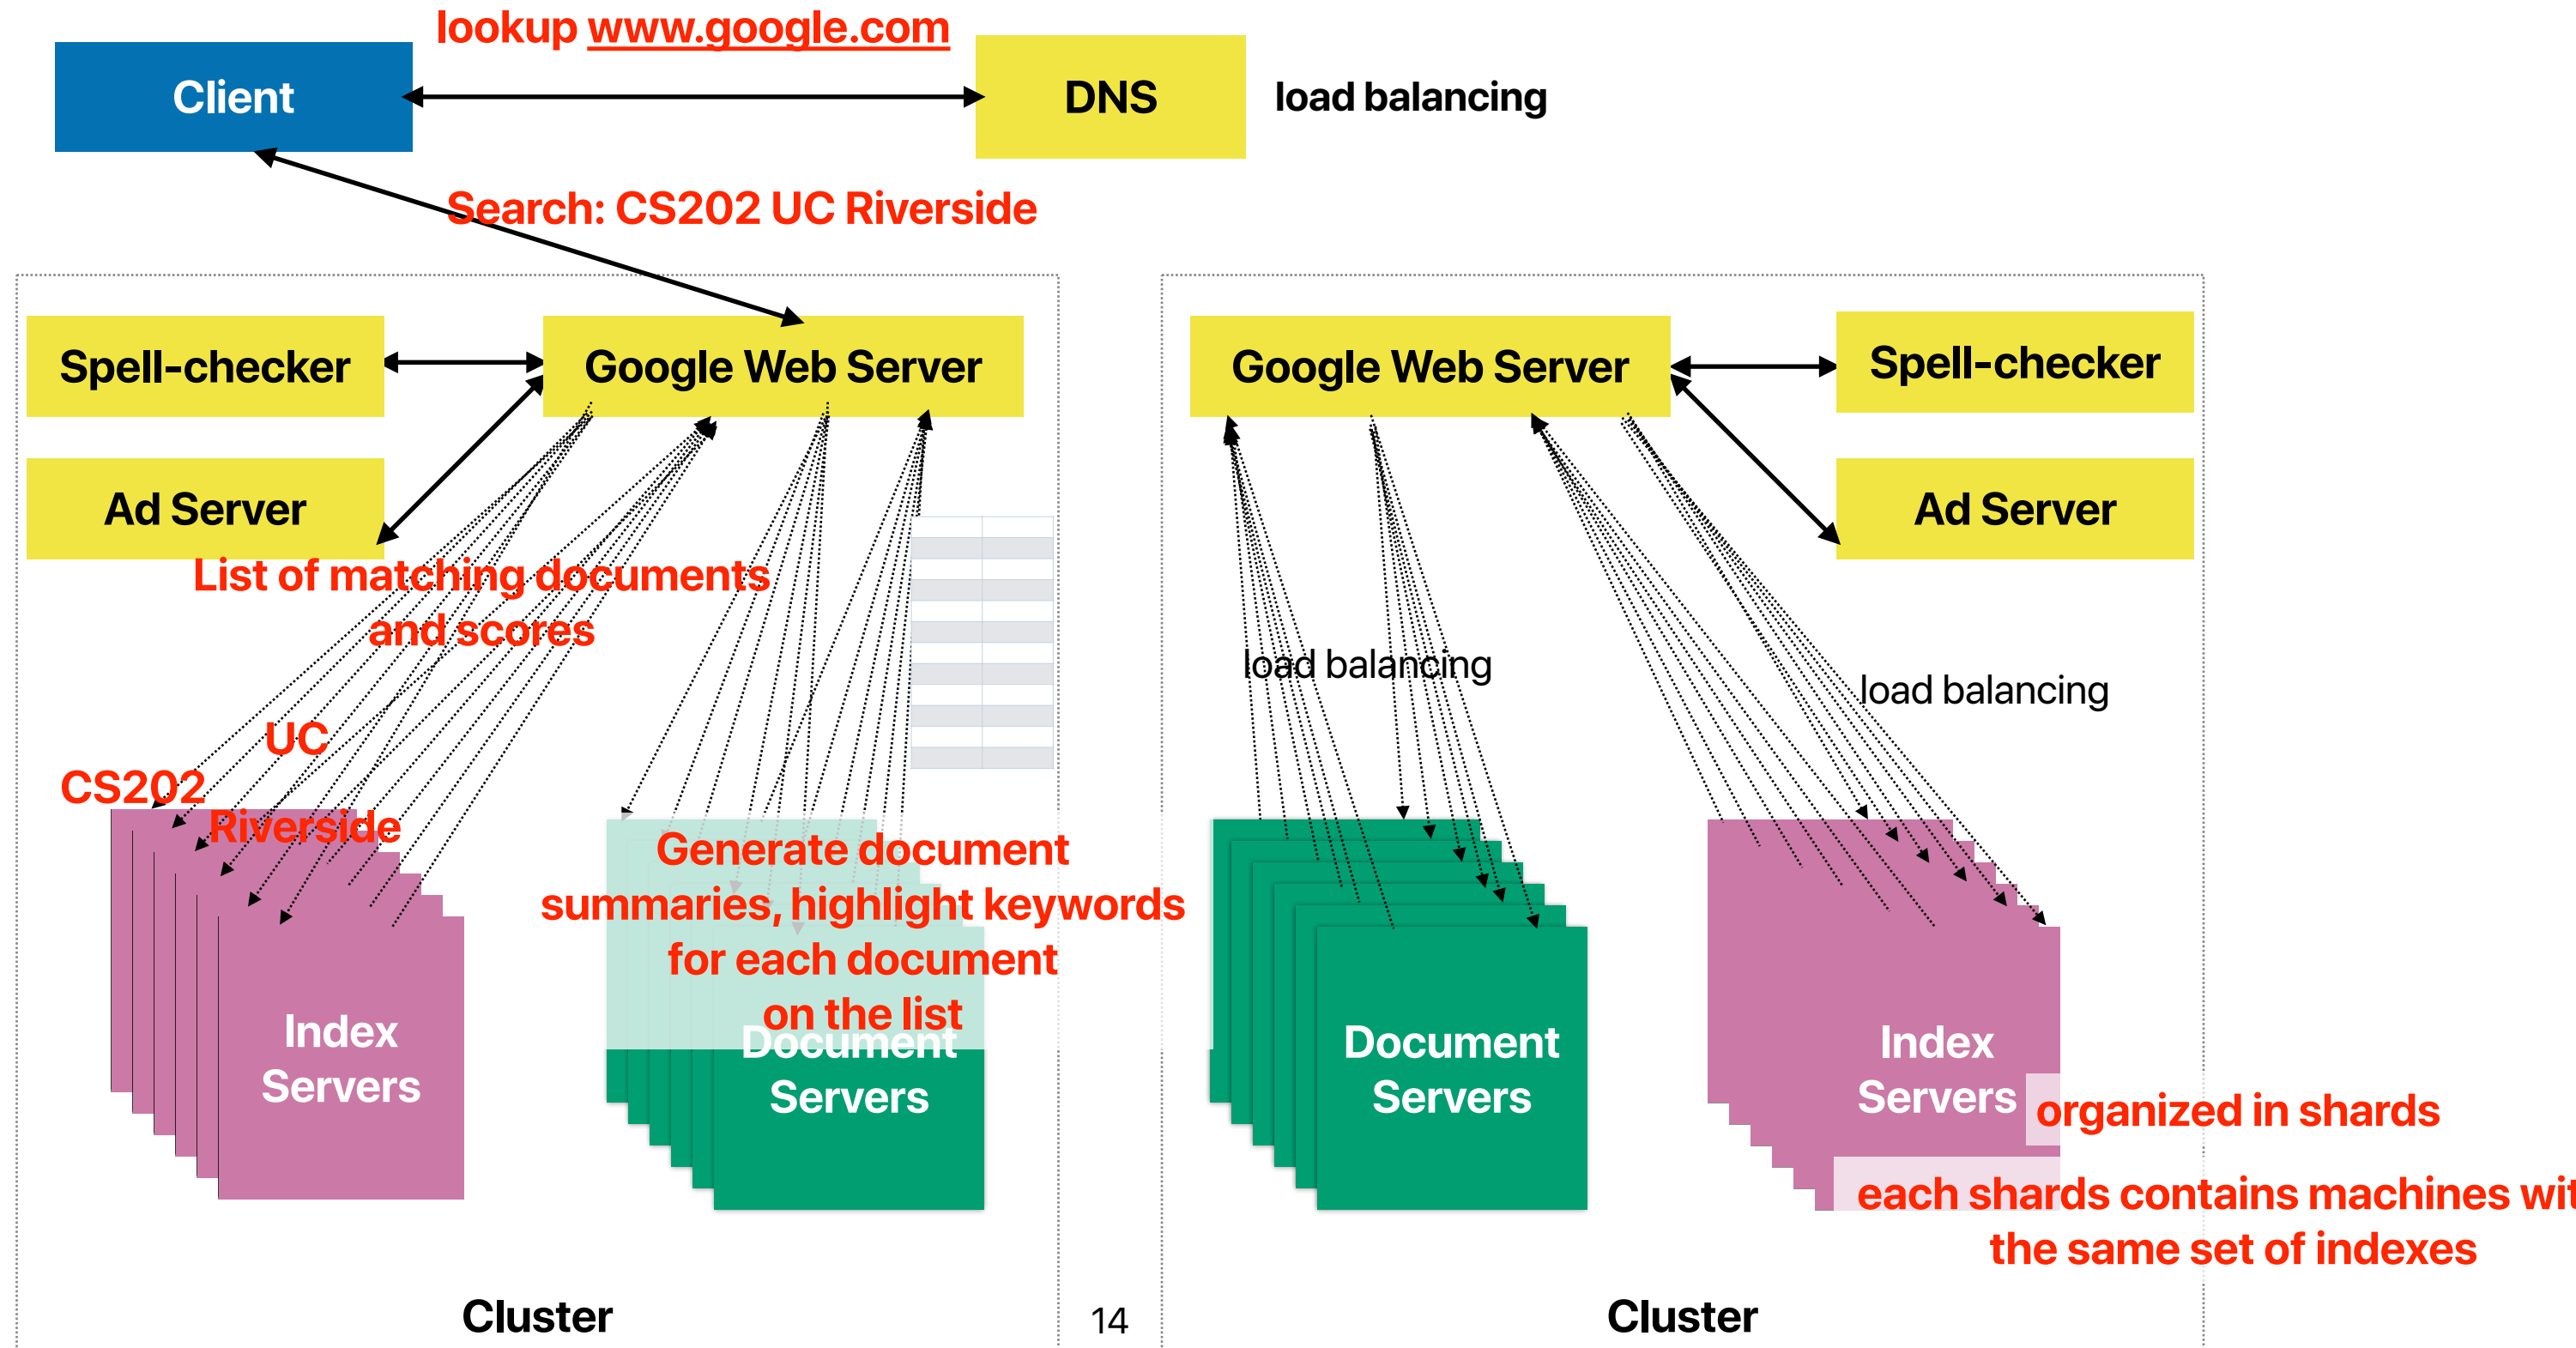 lookup www.google.com
Client
DNS
load balancing
Search: CS202 UC Riverside
Spell-checker
Google Web Server
Ad Server
List of matching documents
and scores
UC
CS202
Riverside
Generate document
summaries, highlight keywords
for each document
on the list
Index
Servers
Document
Servers
Cluster
14
Google Web Server
Spell-checker
Ad Server
load balancing
load balancing
Document
Servers
Index
Servers
organized in shards
each shards contains machines wit
the same set of indexes
Cluster